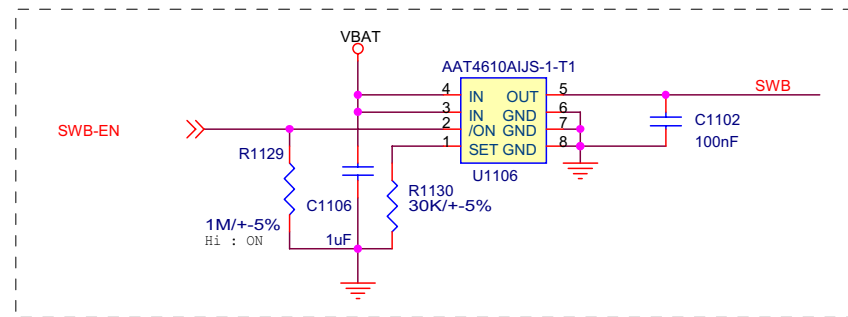 VBAT
AAT4610AIJS-1-T1
4 IN OUT 5 SWB
3 IN GND 6
SWB-EN 2 /ON GND 7 C1102
1 SET GND 8 100nF
R1129 U1106
R1130
C1106 30K/+-5%
1M/+-5%
Hi : ON 1uF